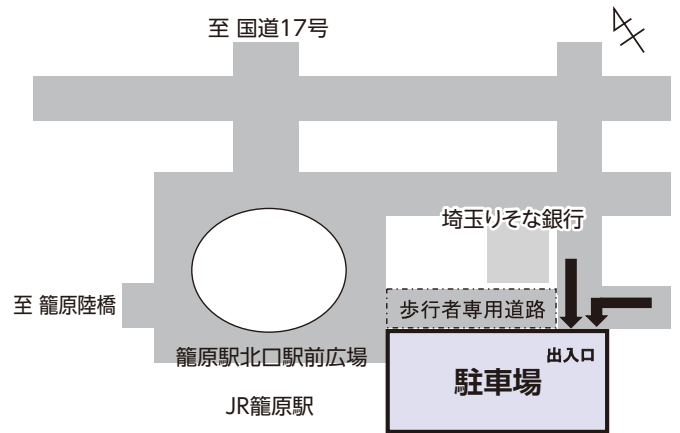 至 国道17号
埼玉りそな銀行
至 籠原陸橋
歩行者専用道路
籠原駅北口駅前広場
出入口
駐車場
JR籠原駅